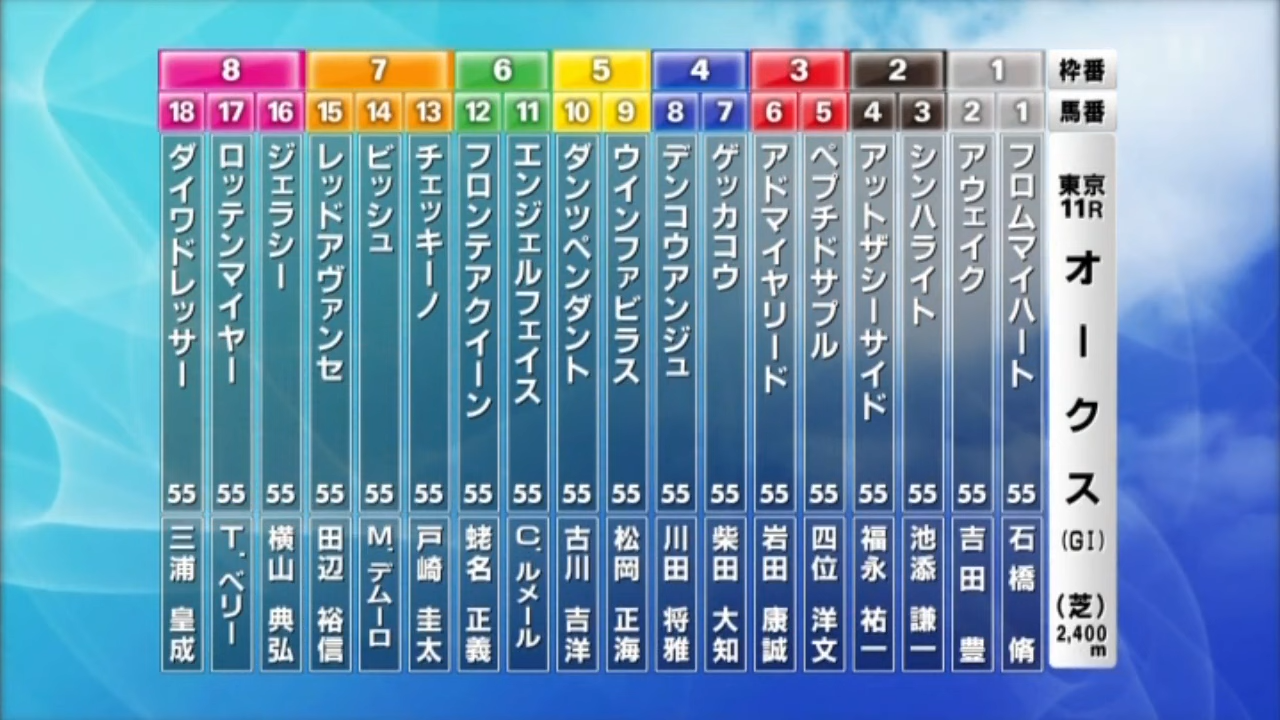 枠番
馬番
東京
11R
オークス
(GI)
(芝)
2,400
m
1
1
フロムマイハート
55
石橋 脩
2
アウェイク
55
吉田 豊
2
3
シンハライト
55
池添 謙一
4
アットザシーサイド
55
福永 祐一
3
5
ペプチドサプル
55
四位 洋文
6
アドマイヤリード
55
岩田 康誠
4
7
ゲッカコウ
55
柴田 大知
8
デンコウアンジュ
55
川田 将雅
5
9
ウインファビラス
55
松岡 正海
10
ダンツペンダント
55
古川 吉洋
6
11
エンジェルフェイス
55
C.ルメール
12
フロンテアクイーン
55
蛯名 正義
7
13
チェッキーノ
55
戸崎 圭太
14
ビッシュ
55
M.デムーロ
15
レッドアヴァンセ
55
田辺 裕信
8
16
ジェラシー
55
横山 典弘
17
ロッテンマイヤー
55
T.ベリー
18
ダイワドレッサー
55
三浦 皇成